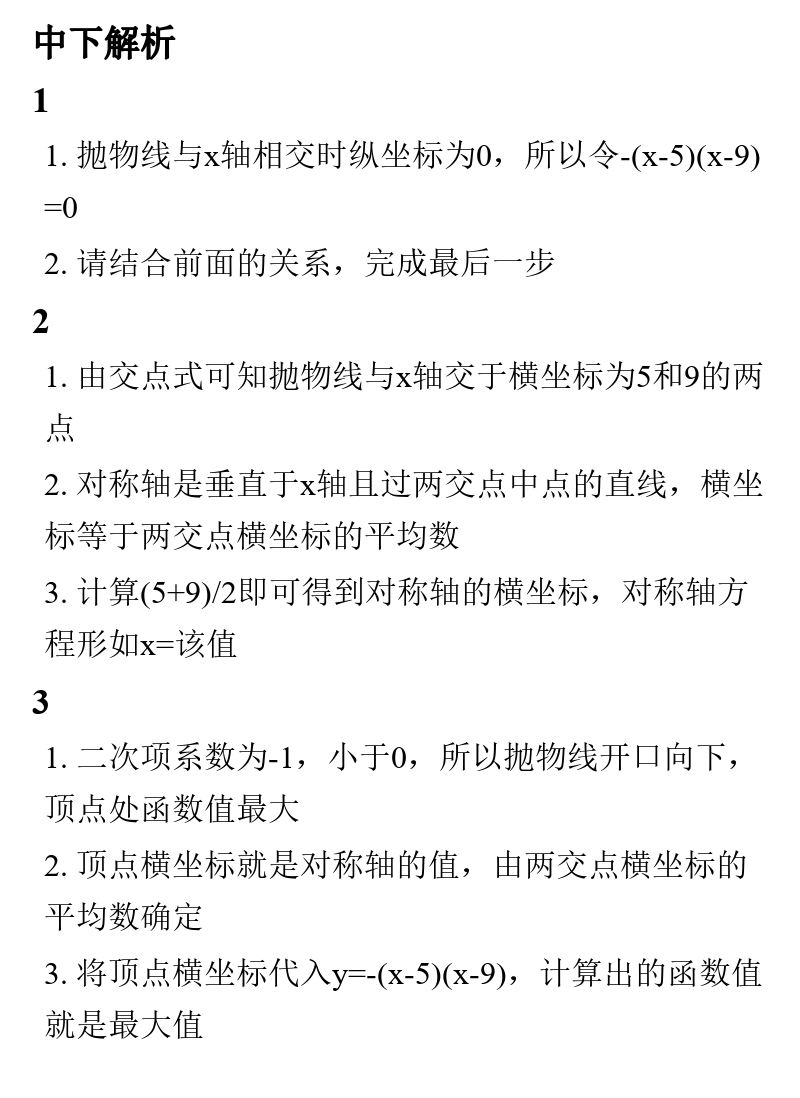 中下解析
1
1. 抛物线与x轴相交时纵坐标为0，所以令-(x-5)(x-9)
=0
2. 请结合前面的关系，完成最后一步
2
1. 由交点式可知抛物线与x轴交于横坐标为5和9的两
点
2. 对称轴是垂直于x轴且过两交点中点的直线，横坐
标等于两交点横坐标的平均数
3. 计算(5+9)/2即可得到对称轴的横坐标，对称轴方
程形如x=该值
3
1. 二次项系数为-1，小于0，所以抛物线开口向下，
顶点处函数值最大
2. 顶点横坐标就是对称轴的值，由两交点横坐标的
平均数确定
3. 将顶点横坐标代入y=-(x-5)(x-9)，计算出的函数值
就是最大值